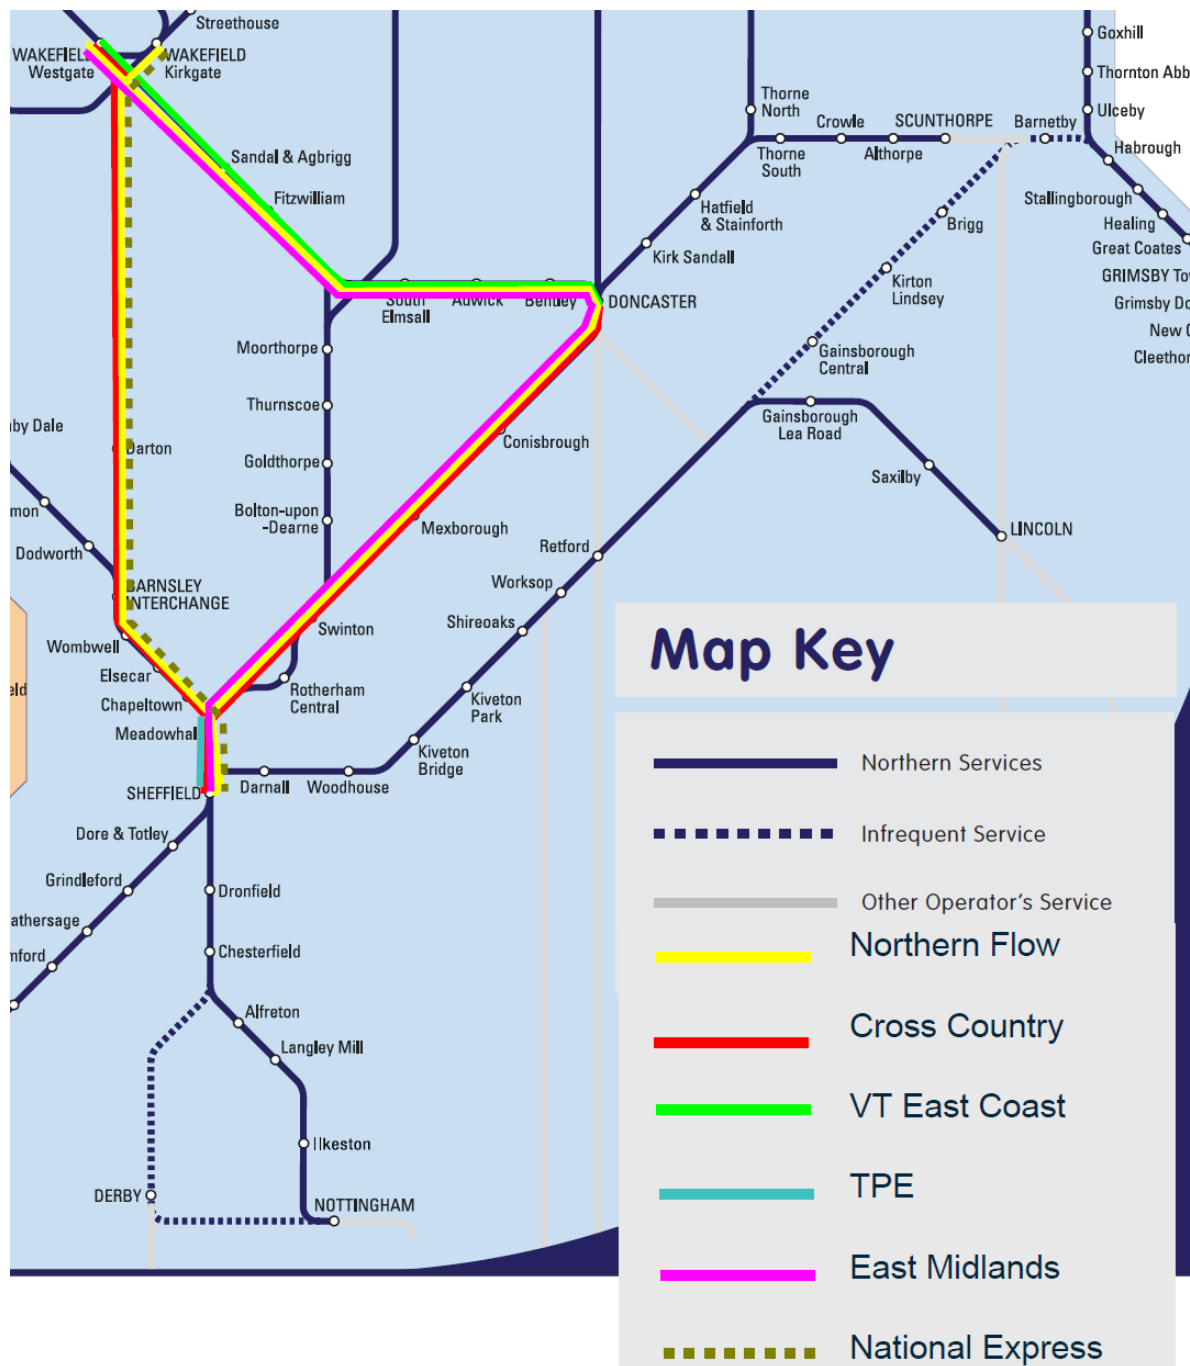 Streethouse
WAKEFIELD
Westgate
WAKEFIELD
Kirkgate
Sandal & Agbrigg
Fitzwilliam
South
Elmsall
Adwick
Bentley
DONCASTER
Thorne
North
Thorne
South
Crowle
Althorpe
SCUNTHORPE
Barnetby
Goxhill
Thornton Abb
Ulceby
Habrough
Stallingborough
Healing
Great Coates
GRIMSBY To
Grimsby Do
New C
Cleethor
Hatfield
& Stainforth
Kirk Sandall
Brigg
Kirton
Lindsey
Gainsborough
Central
Gainsborough
Lea Road
Saxilby
LINCOLN
Moorthorpe
Thurnscoe
Goldthorpe
Bolton-upon
-Dearne
Conisbrough
Mexborough
Swinton
Rotherham
Central
by Dale
Darton
mon
Dodworth
BARNSLEY
INTERCHANGE
Wombwell
Elsecar
Chapeltown
Meadowhal
SHEFFIELD
Darnall
Woodhouse
Kiveton
Bridge
Kiveton
Park
Shireoaks
Worksop
Retford
eld
Dore & Totley
Grindleford
athersage
mford
Dronfield
Chesterfield
Alfreton
Langley Mill
Ilkeston
NOTTINGHAM
DERBY
Map Key
Northern Services
Infrequent Service
Other Operator's Service
Northern Flow
Cross Country
VT East Coast
TPE
East Midlands
National Express